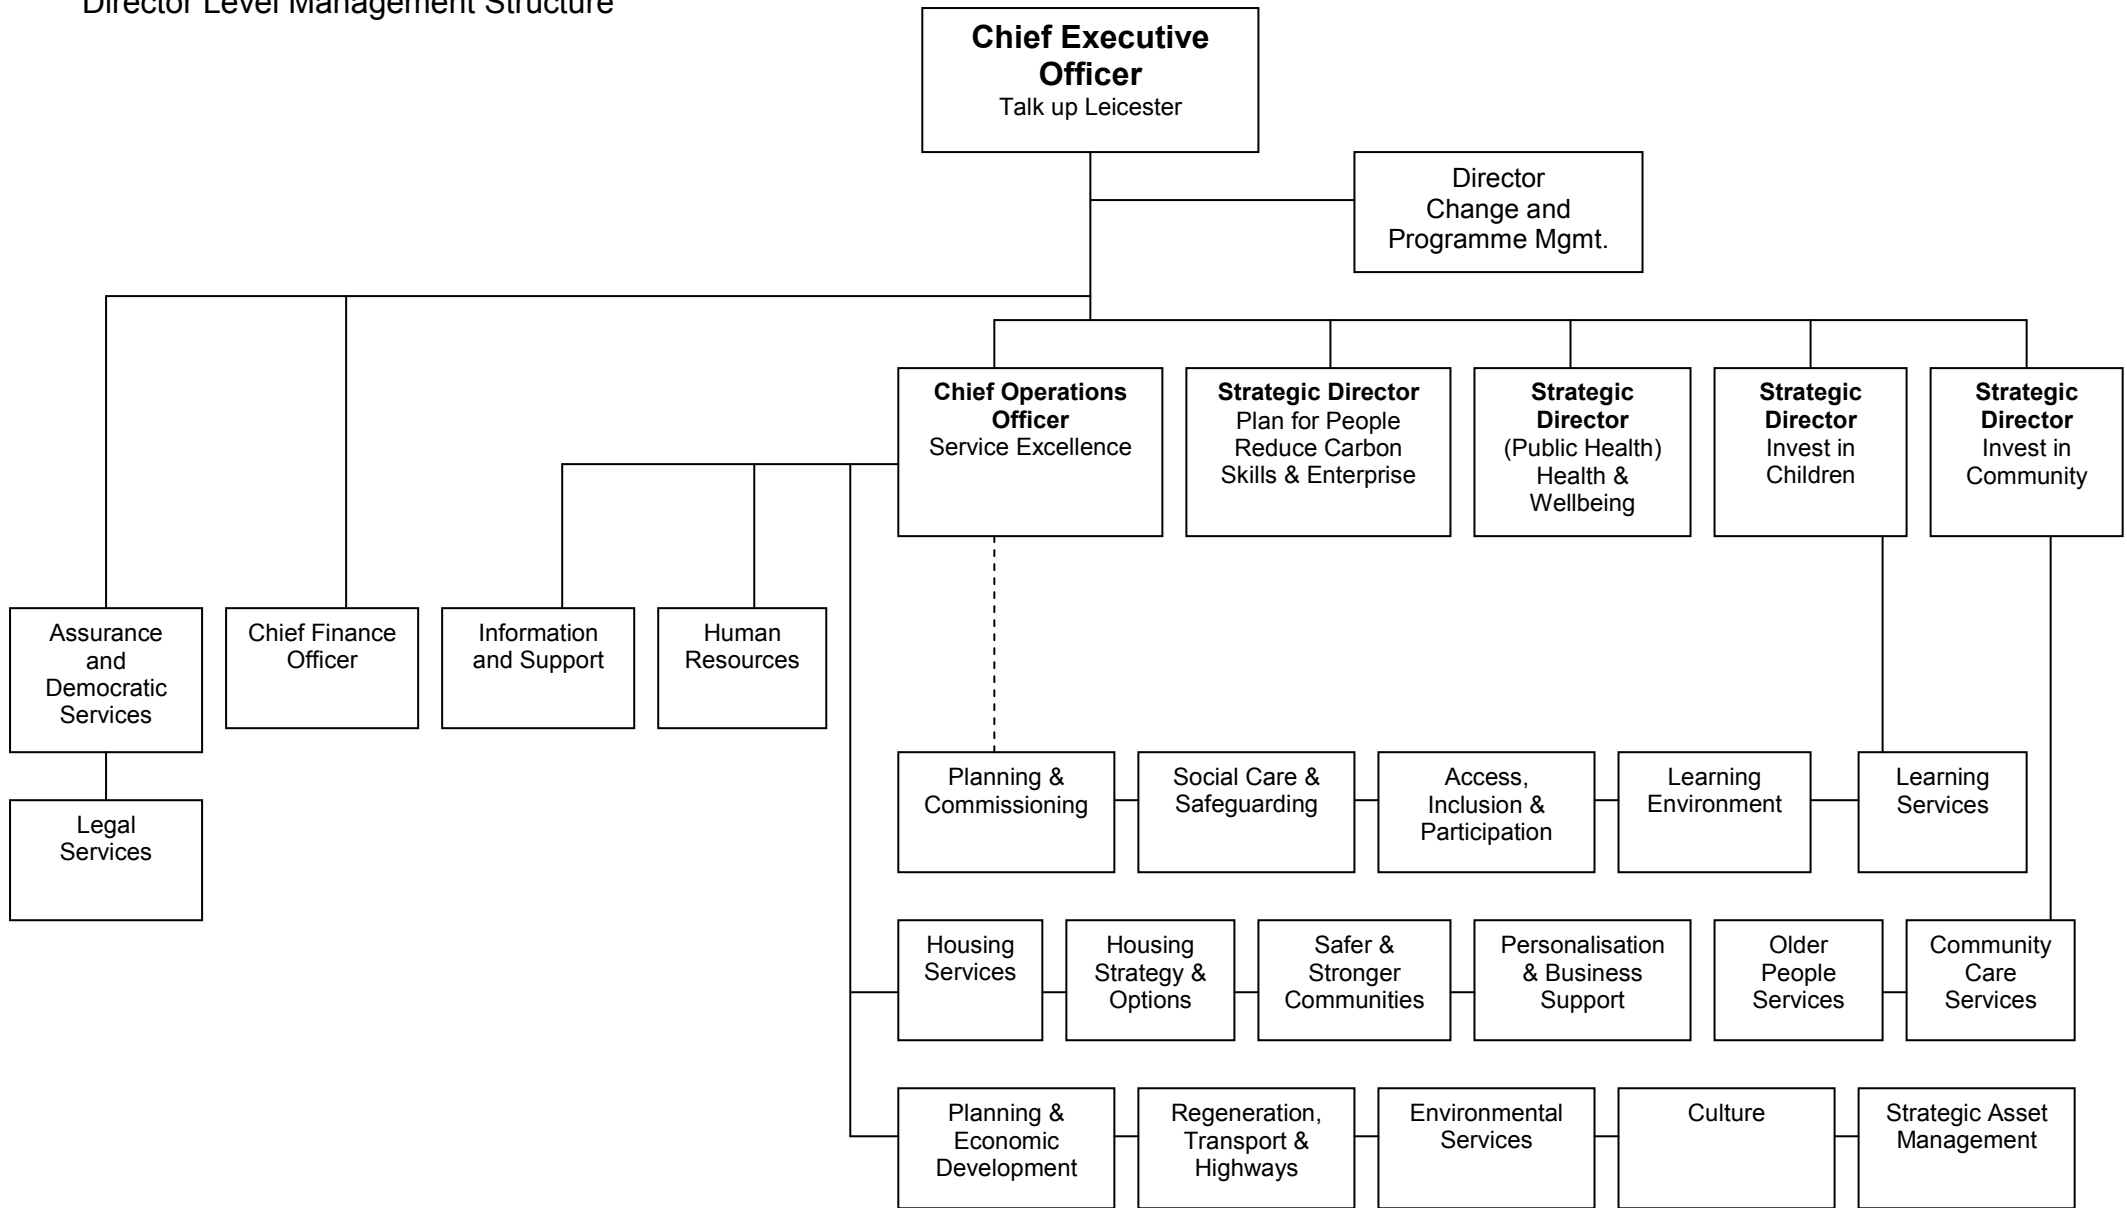 Director Level Management Structure
Chief Executive
Officer
Talk up Leicester
Director
Change and
Programme Mgmt.
Chief Operations
Officer
Service Excellence
Strategic Director
Plan for People
Reduce Carbon
Skills & Enterprise
Strategic
Director
(Public Health)
Health &
Wellbeing
Strategic
Director
Invest in
Children
Strategic
Director
Invest in
Community
Assurance
and
Democratic
Services
Chief Finance
Officer
Information
and Support
Human
Resources
Legal
Services
Planning &
Commissioning
Social Care &
Safeguarding
Access,
Inclusion &
Participation
Learning
Environment
Learning
Services
Housing
Services
Housing
Strategy &
Options
Safer &
Stronger
Communities
Personalisation
& Business
Support
Older
People
Services
Community
Care
Services
Planning &
Economic
Development
Regeneration,
Transport &
Highways
Environmental
Services
Culture
Strategic Asset
Management